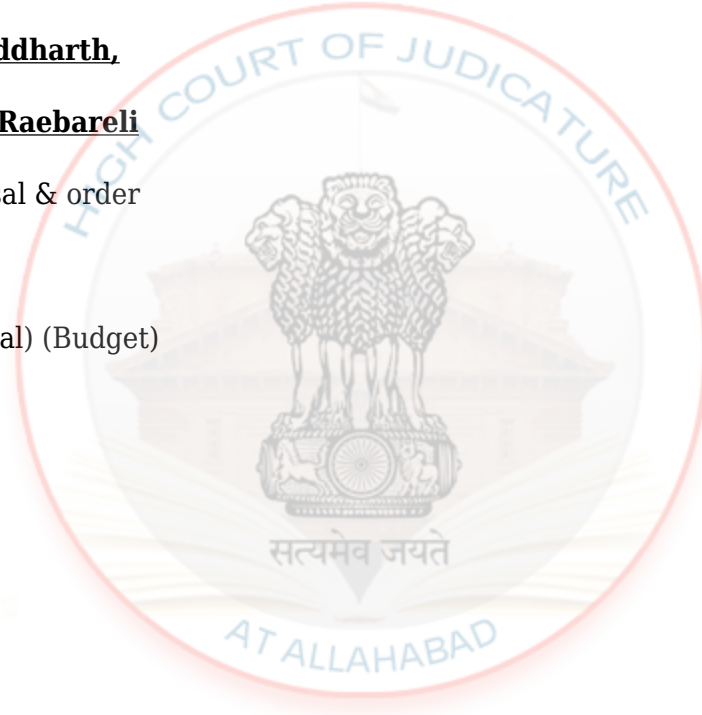 ddharth,
HIGH COURT OF JUDICATURE
Raebareli
al & order
al) (Budget)
सत्यमेव जयते
AT ALLAHABAD